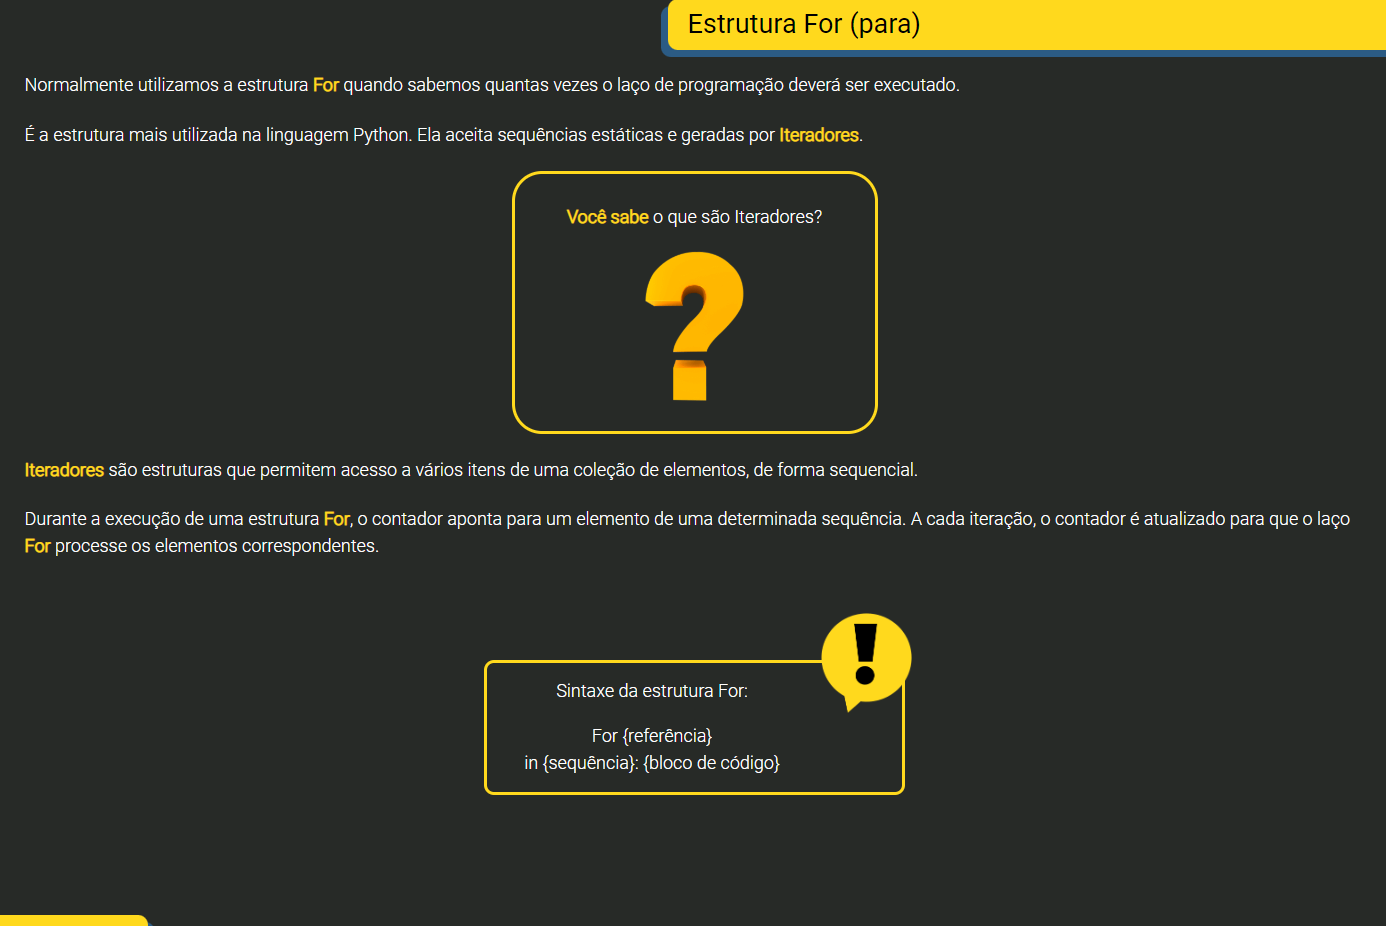 Estrutura For (para)
Normalmente utilizamos a estrutura For quando sabemos quantas vezes o laço de programação deverá ser executado.
É a estrutura mais utilizada na linguagem Python. Ela aceita sequências estáticas e geradas por Iteradores.
Você sabe o que são Iteradores?
?
Iteradores são estruturas que permitem acesso a vários itens de uma coleção de elementos, de forma sequencial.
Durante a execução de uma estrutura For, o contador aponta para um elemento de uma determinada sequência. A cada iteração, o contador é atualizado para que o laço
For processe os elementos correspondentes.
!
Sintaxe da estrutura For:
For {referência}
in {sequência}: {bloco de código}